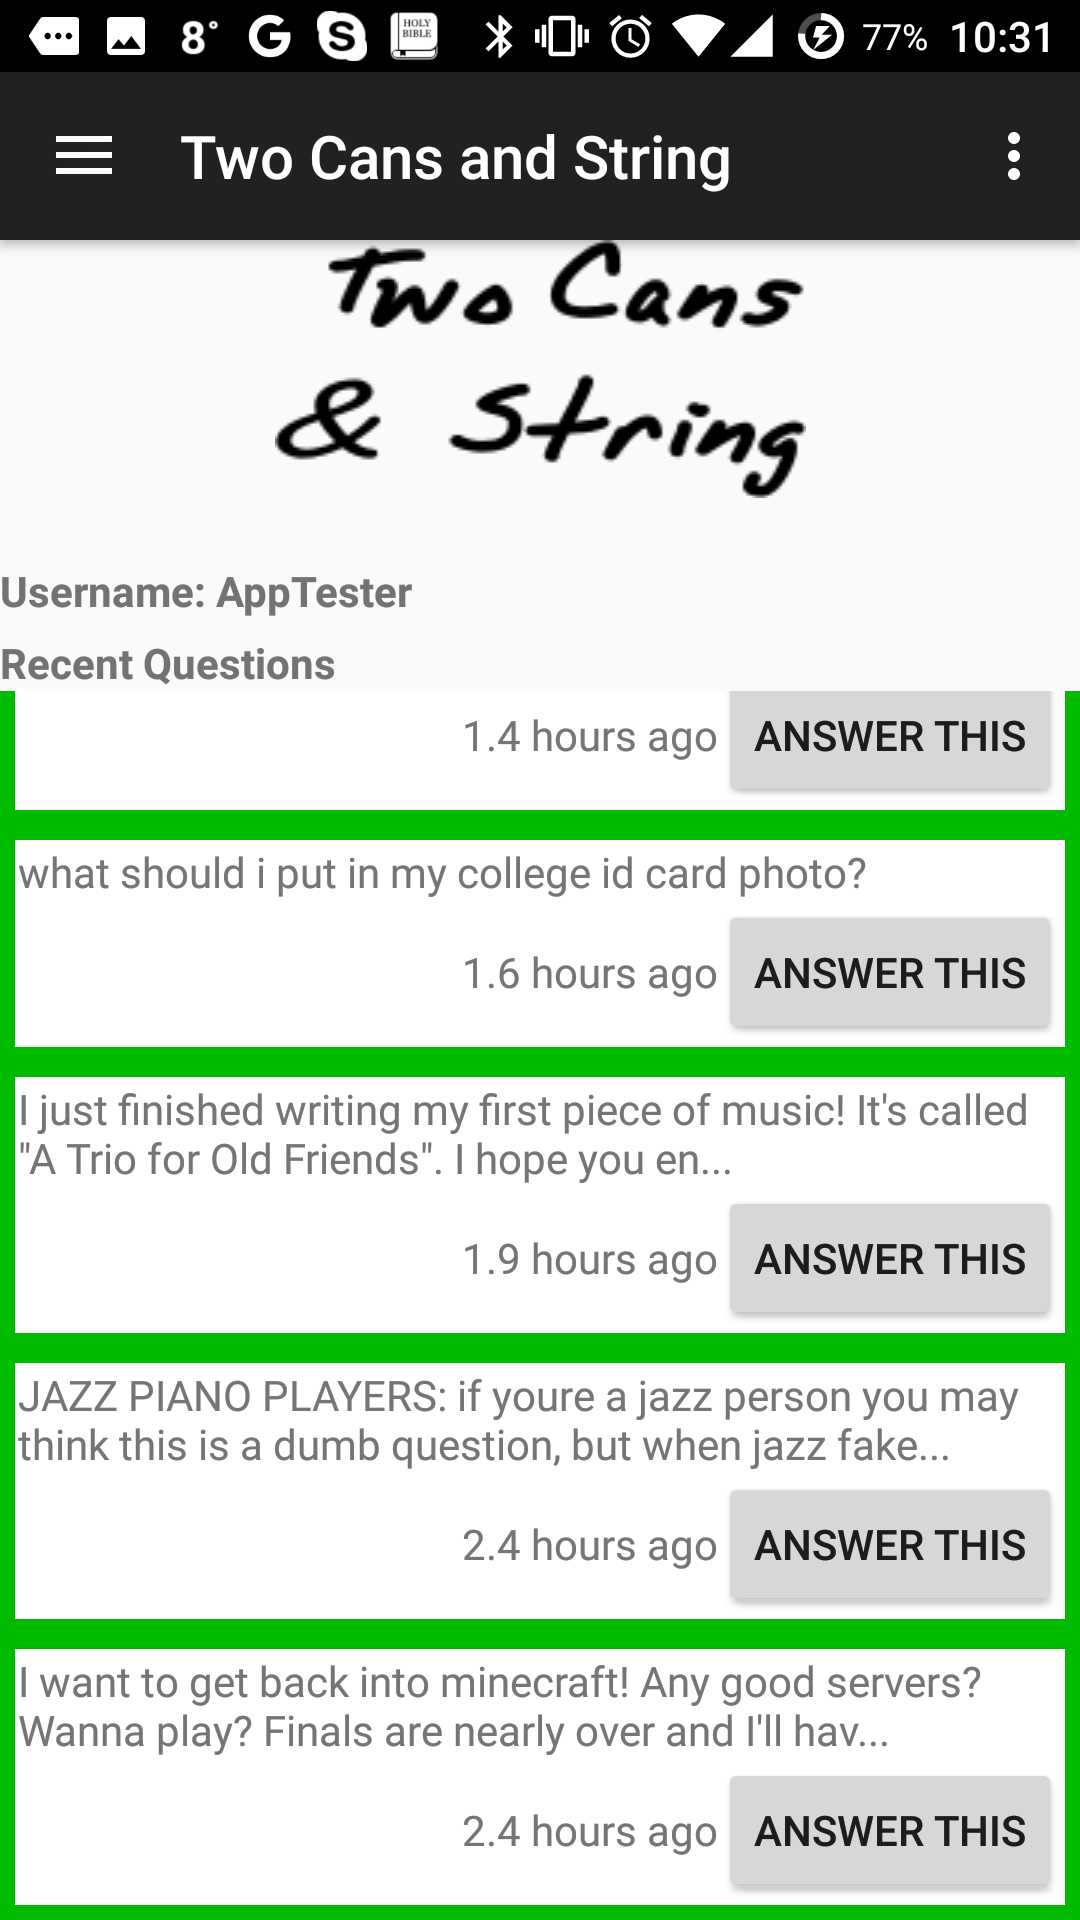 8° G S HOLY BIBLE 77% 10:31
Two Cans and String
Two Cans
& String
Username: AppTester
Recent Questions
1.4 hours ago ANSWER THIS
what should i put in my college id card photo?
1.6 hours ago ANSWER THIS
I just finished writing my first piece of music! It's called
"A Trio for Old Friends". I hope you en...
1.9 hours ago ANSWER THIS
JAZZ PIANO PLAYERS: if youre a jazz person you may
think this is a dumb question, but when jazz fake...
2.4 hours ago ANSWER THIS
I want to get back into minecraft! Any good servers?
Wanna play? Finals are nearly over and I'll hav...
2.4 hours ago ANSWER THIS